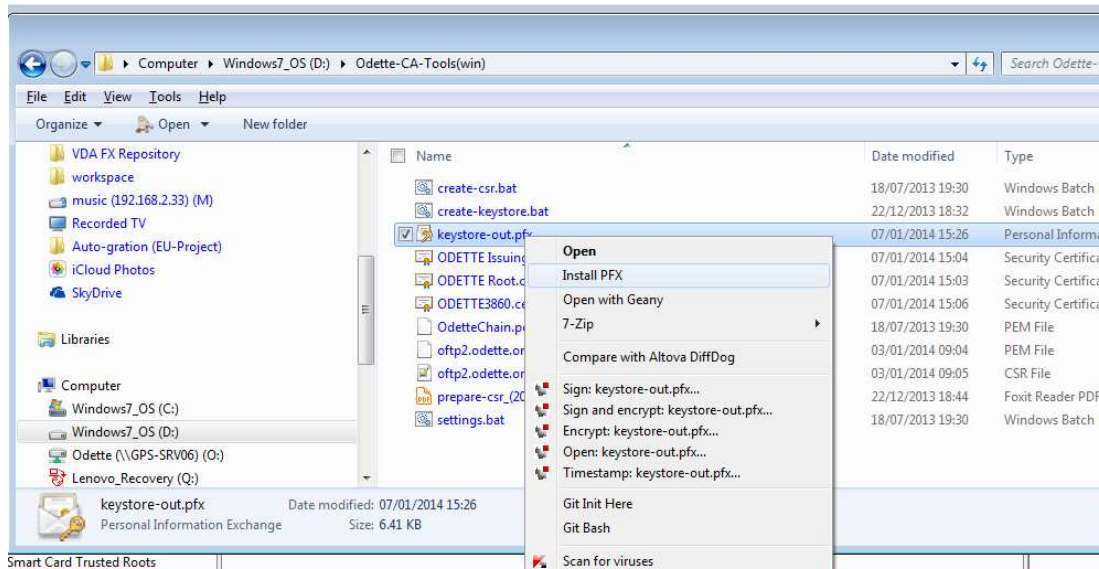 Computer ▸ Windows7_OS (D:) ▸ Odette-CA-Tools(win)
Search Odette-
File Edit View Tools Help
Organize Open New folder
VDA FX Repository
workspace
music (192.168.2.33) (M)
Recorded TV
Auto-gration (EU-Project)
iCloud Photos
SkyDrive
Libraries
Computer
Windows7_OS (C:)
Windows7_OS (D:)
Odette (\\GPS-SRV06) (O:)
Lenovo_Recovery (Q:)
Name Date modified Type
create-csr.bat 18/07/2013 19:30 Windows Batch
create-keystore.bat 22/12/2013 18:32 Windows Batch
keystore-out.pfx 07/01/2014 15:26 Personal Informa
ODETTE Issuing 07/01/2014 15:04 Security Certifica
ODETTE Root.c 07/01/2014 15:03 Security Certifica
ODETTE3860.ce 07/01/2014 15:06 Security Certifica
OdetteChain.pe 18/07/2013 19:30 PEM File
oftp2.odette.or 03/01/2014 09:04 PEM File
oftp2.odette.or 03/01/2014 09:05 CSR File
prepare-csr_(20 22/12/2013 18:44 Foxit Reader PDF
settings.bat 18/07/2013 19:30 Windows Batch
Open
Install PFX
Open with Geany
7-Zip
Compare with Altova DiffDog
Sign: keystore-out.pfx...
Sign and encrypt: keystore-out.pfx...
Encrypt: keystore-out.pfx...
Open: keystore-out.pfx...
Timestamp: keystore-out.pfx...
Git Init Here
Git Bash
Scan for viruses
keystore-out.pfx Date modified: 07/01/2014 15:26
Personal Information Exchange Size: 6.41 KB
Smart Card Trusted Roots